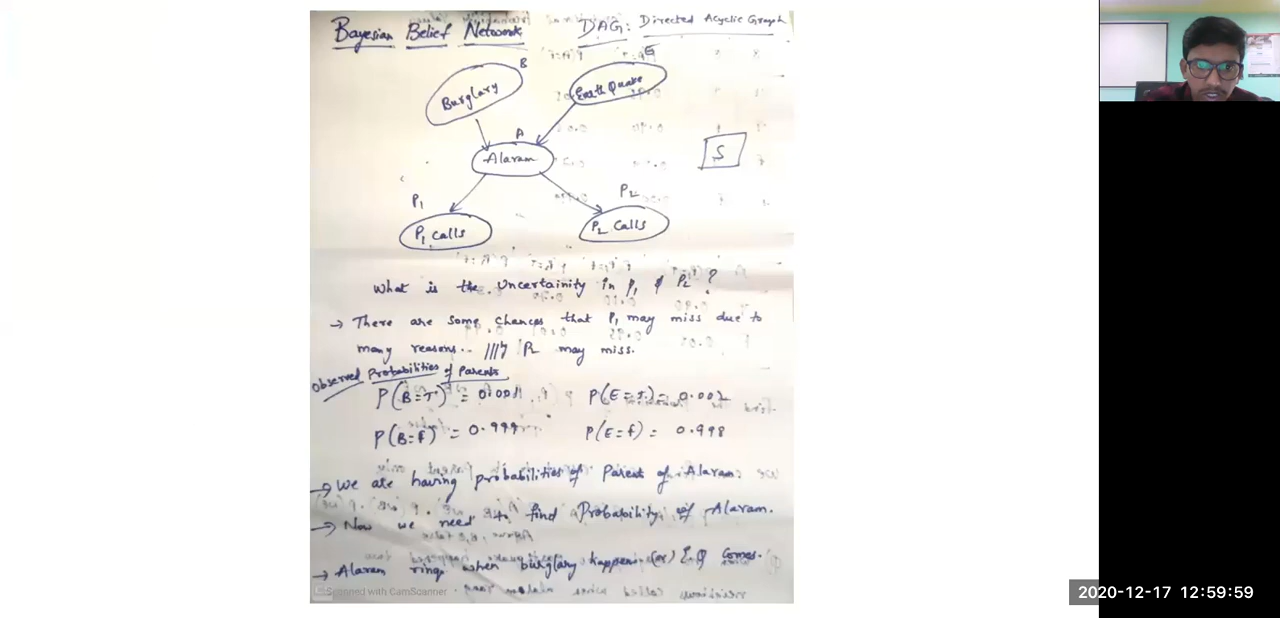 Bayesian Belief Network DAG: Directed Acyclic Graph
B
E
Burglary
Earth Quake
A
Alaram
S
P1
P2
P1 calls
P2 calls
What is the uncertainity in P1 & P2 ?
→ There are some chances that P1 may miss due to
many reasons.. |||ly P2 may miss.
Observed Probabilities of Parents
P(B=T) = 0.001 P(E=T) = 0.002
P(B=f) = 0.999 P(E=f) = 0.998
→ We are having probabilities of Parent of Alaram.
→ Now we need to find Probability of Alaram.
→ Alaram rings when burglary happens (or) E.Q Comes.
CS Scanned with CamScanner
2020-12-17 12:59:59